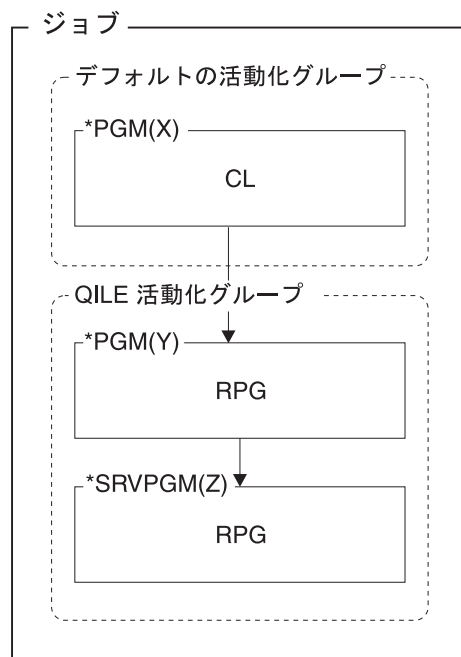 ジョブ
デフォルトの活動化グループ
*PGM(X)
CL
QILE 活動化グループ
*PGM(Y)
RPG
*SRVPGM(Z)
RPG